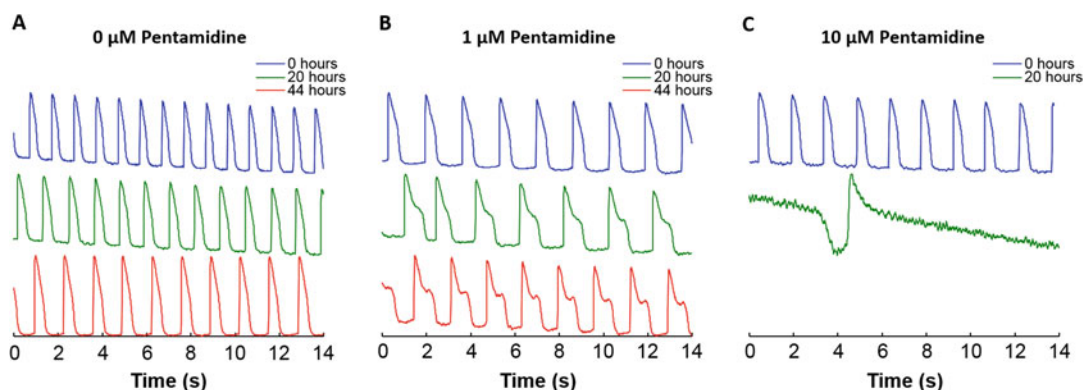 A
0 μM Pentamidine
0 hours
20 hours
44 hours
0 2 4 6 8 10 12 14
Time (s)
B
1 μM Pentamidine
0 hours
20 hours
44 hours
0 2 4 6 8 10 12 14
Time (s)
C
10 μM Pentamidine
0 hours
20 hours
0 2 4 6 8 10 12 14
Time (s)